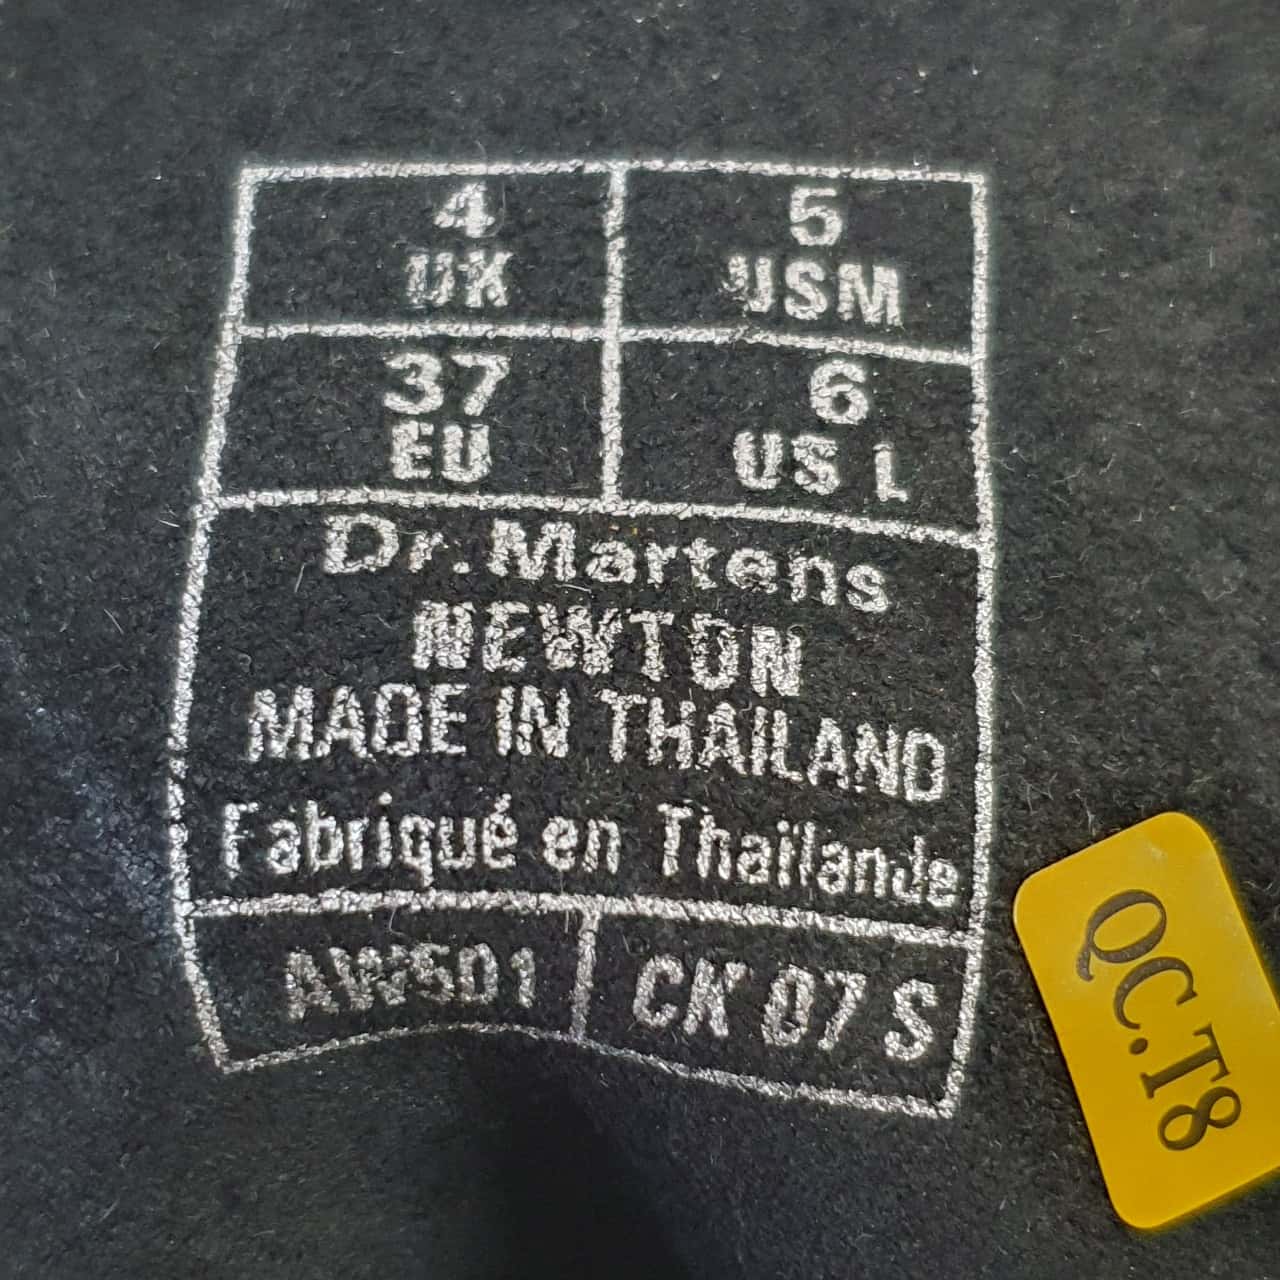 4 5
UK USM
37 6
EU US L
Dr.Martens
NEWTON
MADE IN THAILAND
Fabriqué en Thaïlande
AW501 CK 07 S
QC.T8